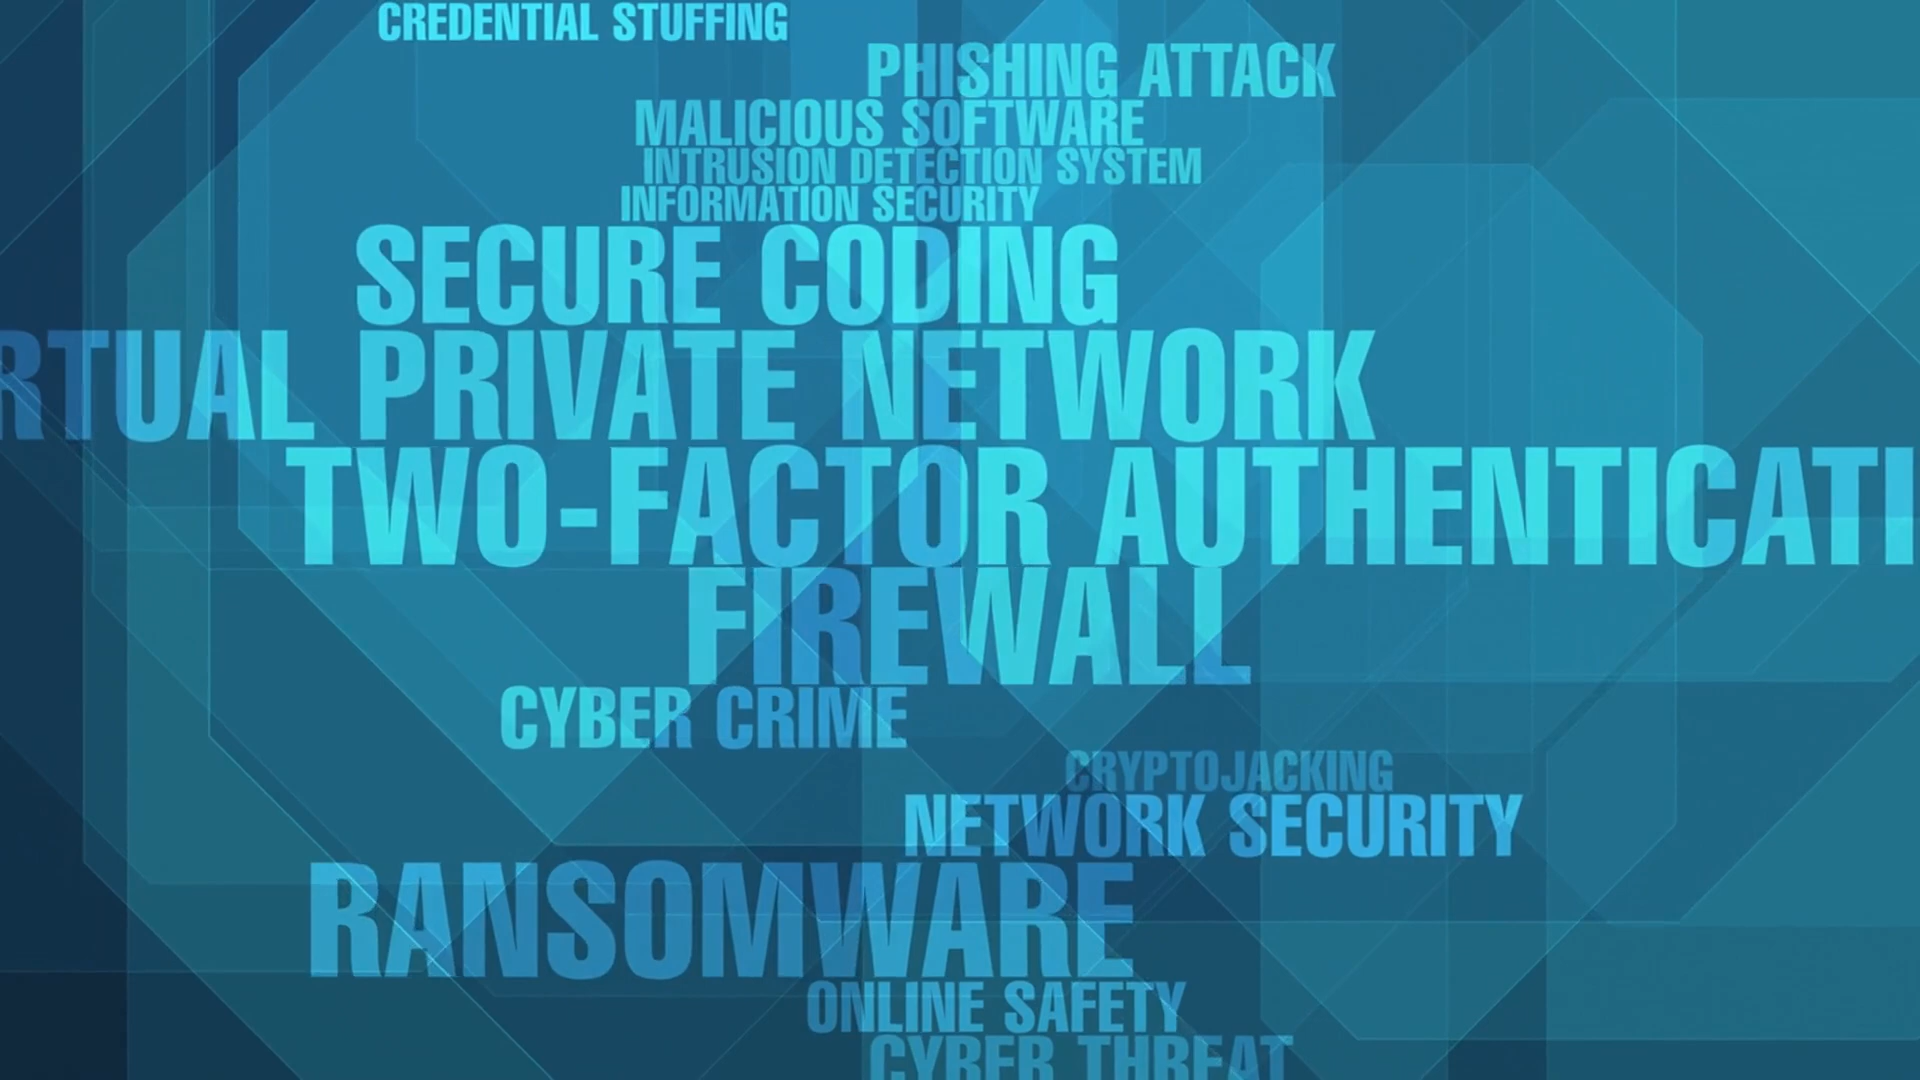 CREDENTIAL STUFFING
PHISHING ATTACK
MALICIOUS SOFTWARE
INTRUSION DETECTION SYSTEM
INFORMATION SECURITY
SECURE CODING
RTUAL PRIVATE NETWORK
TWO-FACTOR AUTHENTICATI
FIREWALL
CYBER CRIME
CRYPTOJACKING
NETWORK SECURITY
RANSOMWARE
ONLINE SAFETY
CYBER THREAT